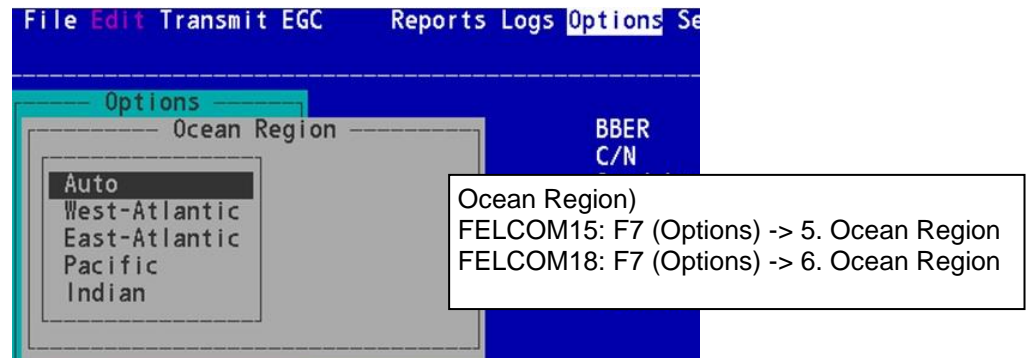 File Edit Transmit EGC Reports Logs Options
Options
Ocean Region
BBER
C/N
Auto
West-Atlantic
East-Atlantic
Pacific
Indian
Ocean Region)
FELCOM15: F7 (Options) -> 5. Ocean Region
FELCOM18: F7 (Options) -> 6. Ocean Region